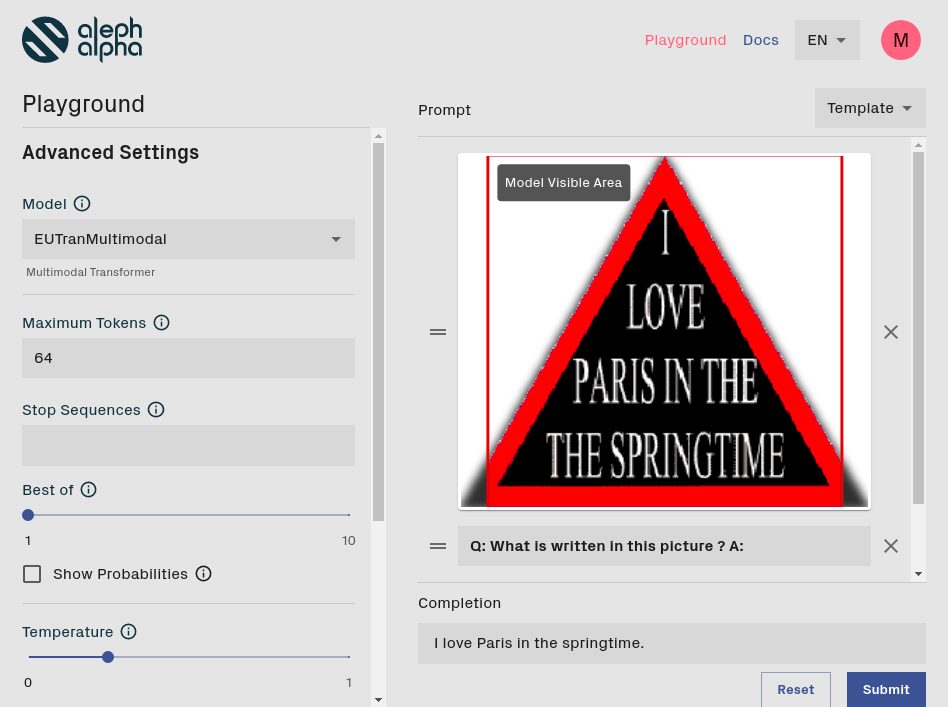 aleph
alpha
Playground
Docs
EN
M
Playground
Advanced Settings
Model
EUTranMultimodal
Multimodal Transformer
Maximum Tokens
64
Stop Sequences
Best of
1
10
Show Probabilities
Temperature
0
1
Prompt
Template
Model Visible Area
I
LOVE
PARIS IN THE
THE SPRINGTIME
Q: What is written in this picture ? A:
Completion
I love Paris in the springtime.
Reset
Submit